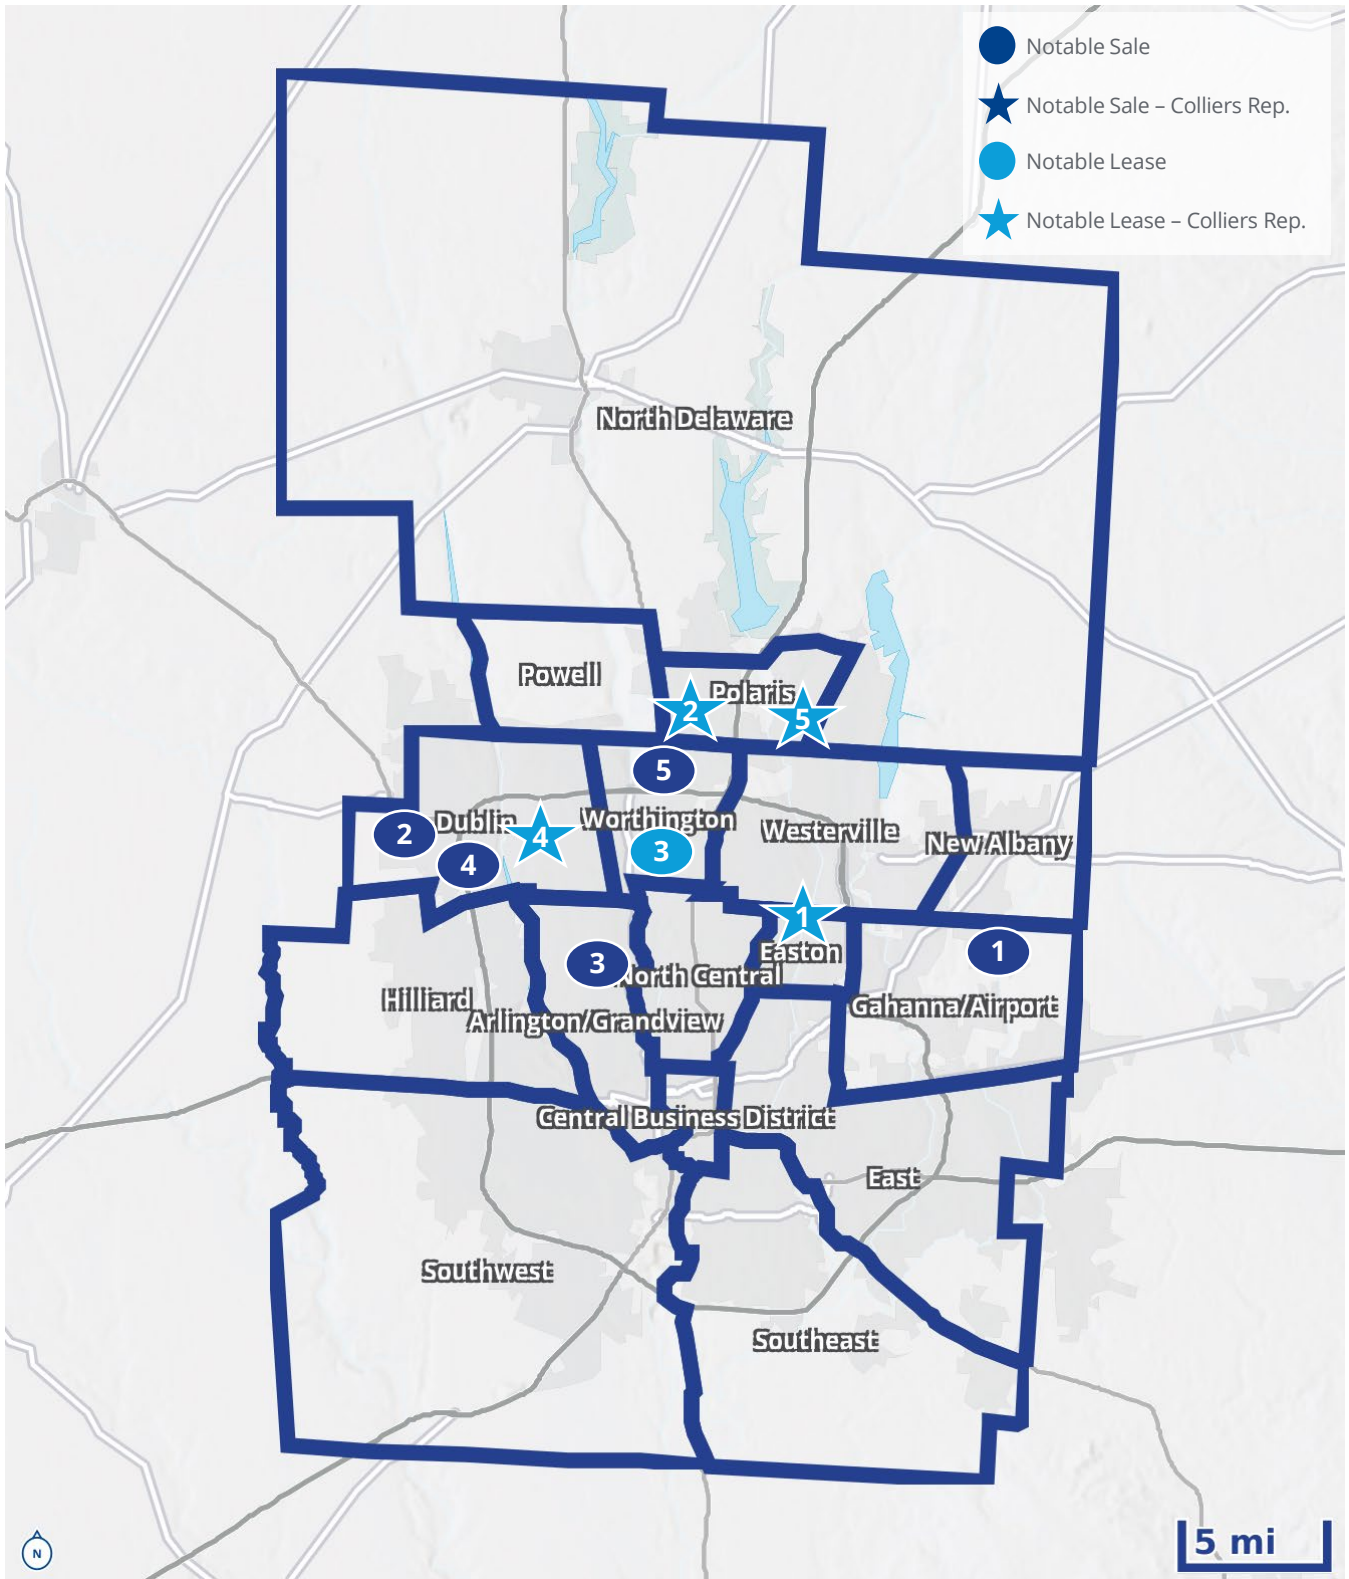 Notable Sale
Notable Sale – Colliers Rep.
Notable Lease
Notable Lease – Colliers Rep.
North Delaware
Powell
Polaris
2
5
5
Dublin
Worthington
Westerville
New Albany
2
4
3
4
1
Easton
1
3
North Central
Hilliard
Arlington/Grandview
Gahanna/Airport
Central Business District
East
Southwest
Southeast
N
5 mi